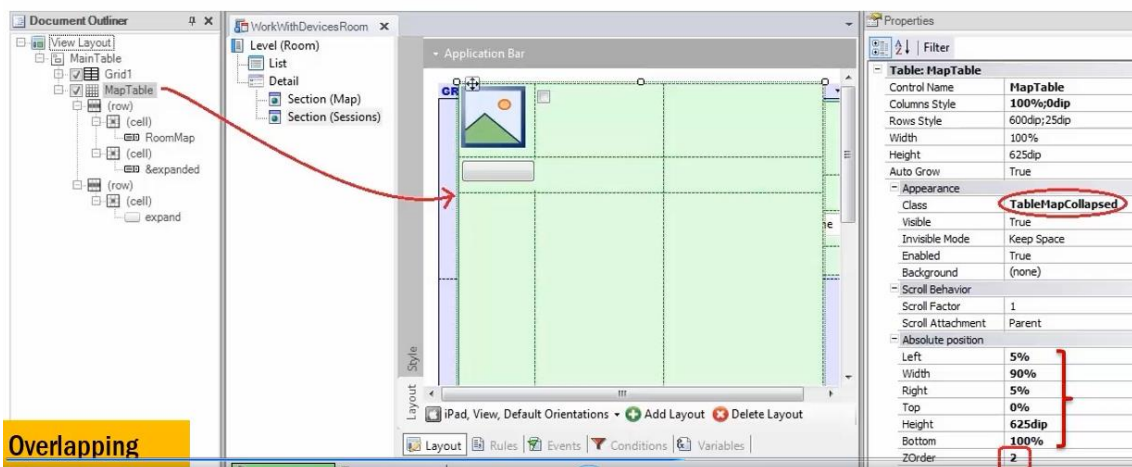 Document Outliner
View Layout
MainTable
Grid1
MapTable
(row)
(cell)
RoomMap
(cell)
&expanded
(row)
(cell)
expand
WorkWithDevicesRoom
Level (Room)
List
Detail
Section (Map)
Section (Sessions)
Application Bar
GR
Style
Layout
iPad, View, Default Orientations
Add Layout
Delete Layout
Layout
Rules
Events
Conditions
Variables
Properties
Filter
Table: MapTable
Control Name MapTable
Columns Style 100%;0dip
Rows Style 600dip;25dip
Width 100%
Height 625dip
Auto Grow True
Appearance
Class TableMapCollapsed
Visible True
Invisible Mode Keep Space
Enabled True
Background (none)
Scroll Behavior
Scroll Factor 1
Scroll Attachment Parent
Absolute position
Left 5%
Width 90%
Right 5%
Top 0%
Height 625dip
Bottom 100%
ZOrder 2
Overlapping